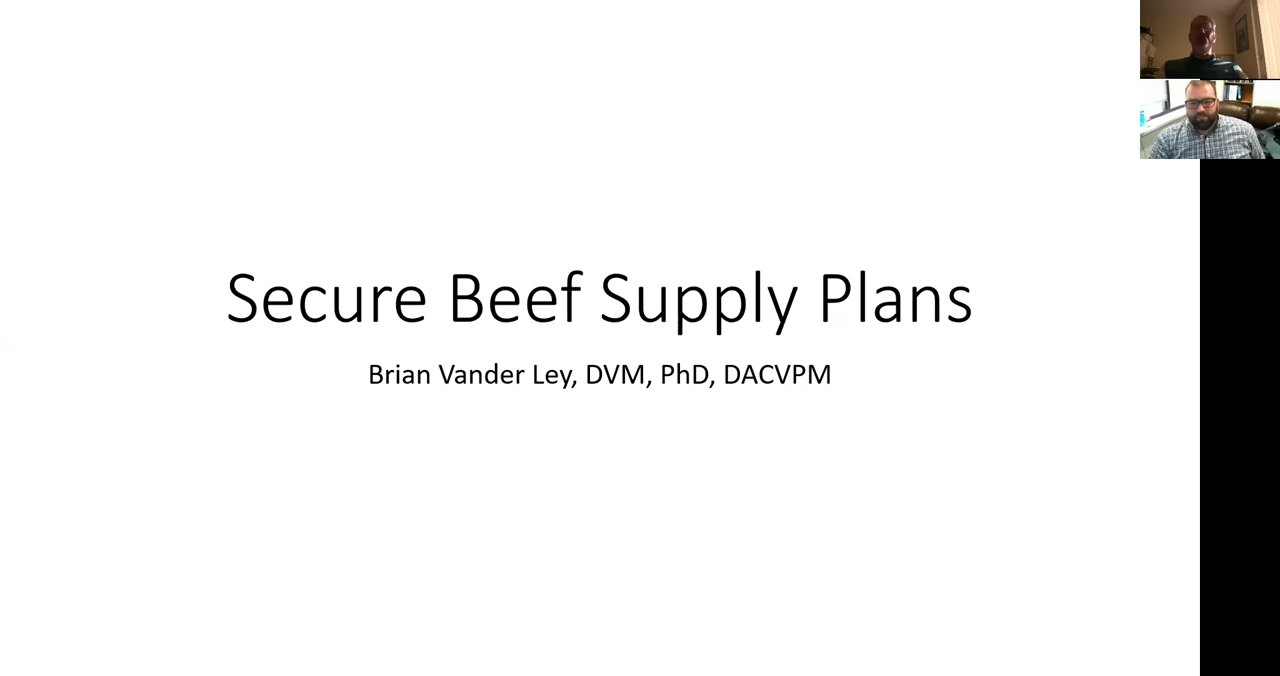 Secure Beef Supply Plans
Brian Vander Ley, DVM, PhD, DACVPM